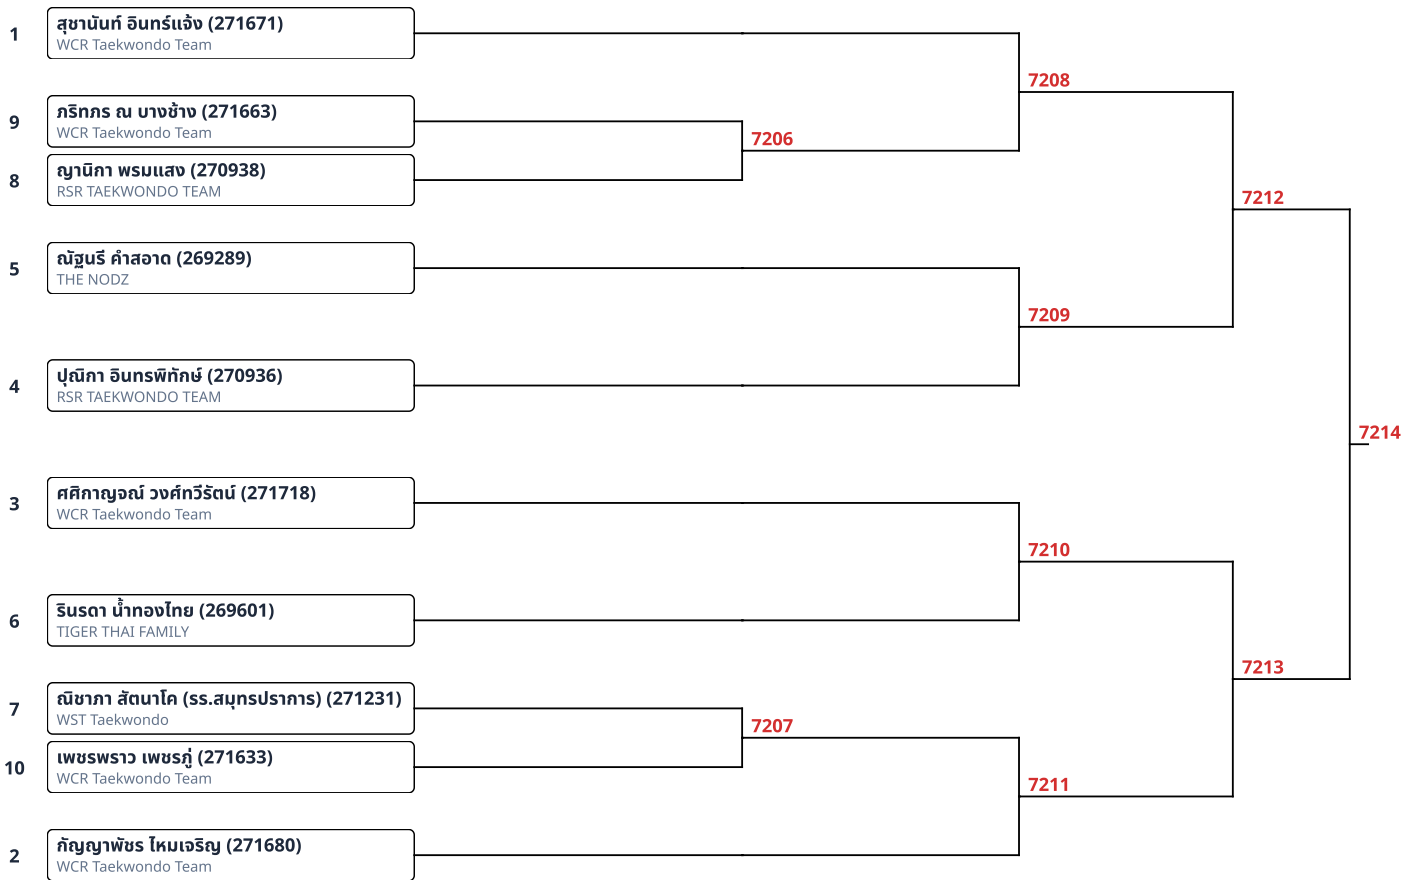 1
สุชานันท์ อินทร์แจ้ง (271671)
WCR Taekwondo Team
7208
9
ภริทภร ณ บางช้าง (271663)
WCR Taekwondo Team
7206
8
ญานิกา พรมแสง (270938)
RSR TAEKWONDO TEAM
7212
5
ณัฐนรี คำสอาด (269289)
THE NODZ
7209
4
ปุณิกา อินทรพิทักษ์ (270936)
RSR TAEKWONDO TEAM
7214
3
ศศิกาญจณ์ วงศ์ทวีรัตน์ (271718)
WCR Taekwondo Team
7210
6
รินรดา น้ำทองไทย (269601)
TIGER THAI FAMILY
7213
7
ณิชาภา สัตนาโค (รร.สมุทรปราการ) (271231)
WST Taekwondo
7207
10
เพชรพราว เพชรภู่ (271633)
WCR Taekwondo Team
7211
2
กัญญาพัชร ไหมเจริญ (271680)
WCR Taekwondo Team